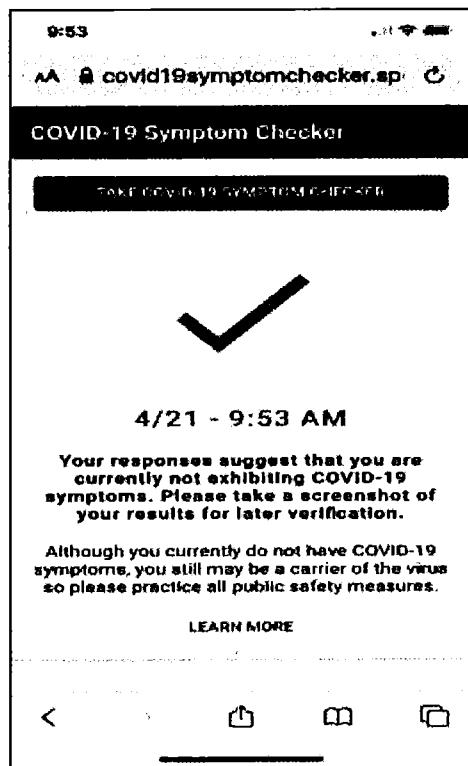 9:53
AA covid19symptomchecker.sp
COVID-19 Symptom Checker
TAKE COVID-19 SYMPTOM CHECKER
4/21 - 9:53 AM
Your responses suggest that you are
currently not exhibiting COVID-19
symptoms. Please take a screenshot of
your results for later verification.
Although you currently do not have COVID-19
symptoms, you still may be a carrier of the virus
so please practice all public safety measures.
LEARN MORE